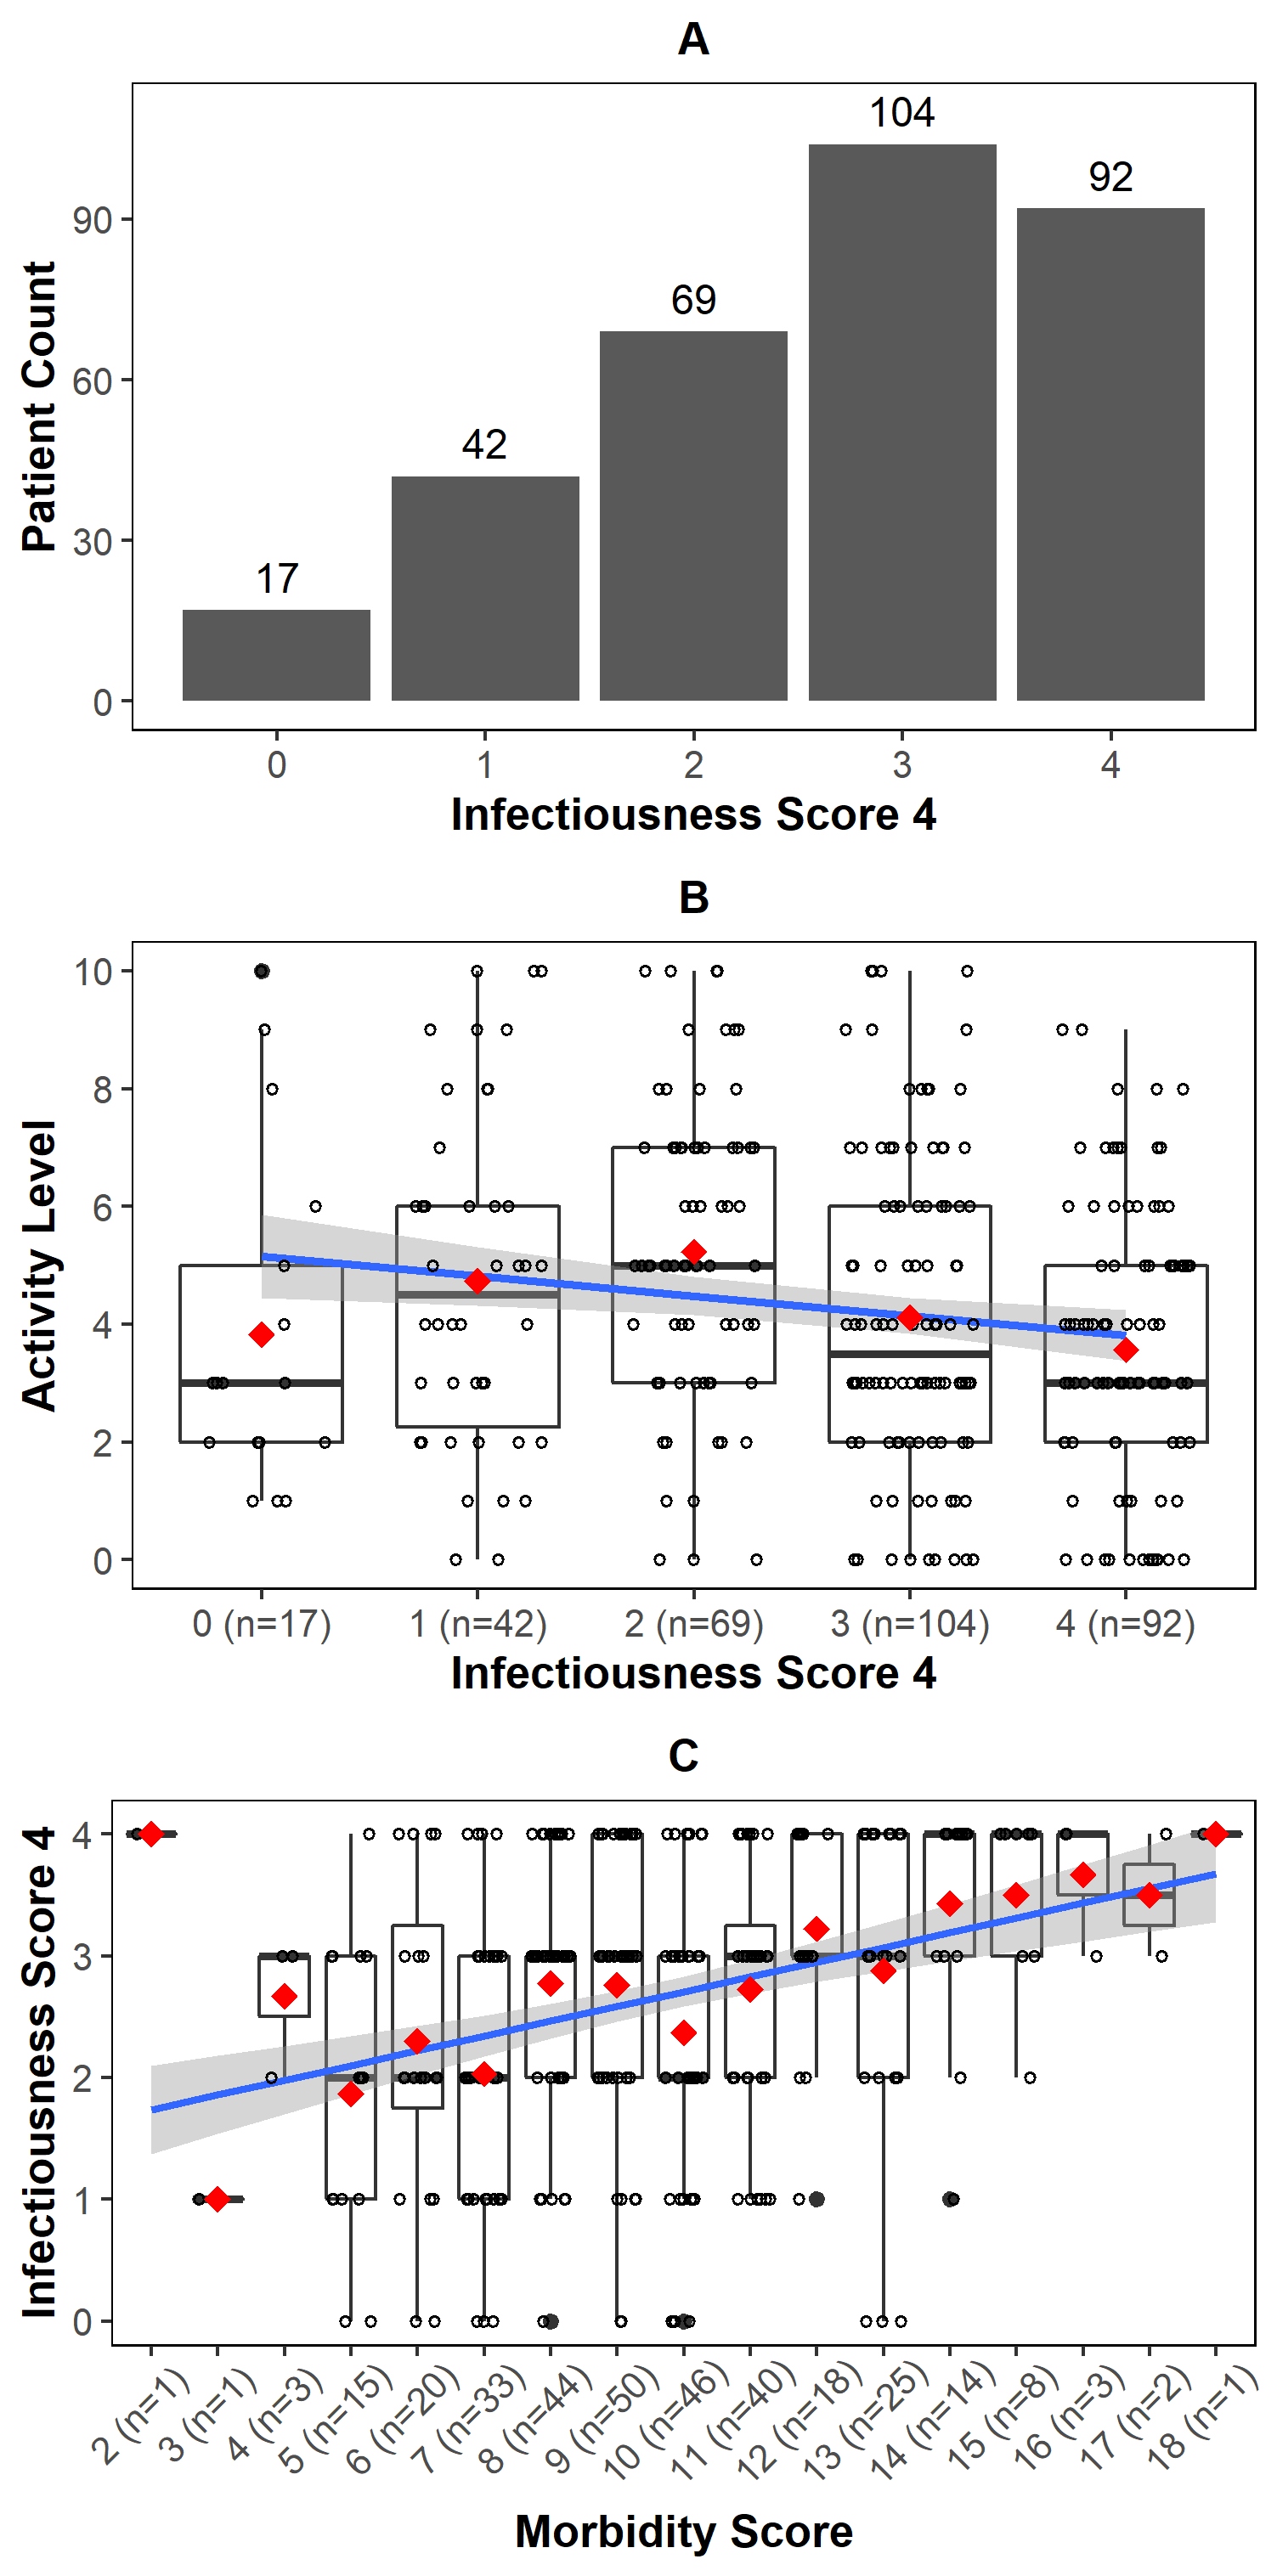 A
104
92
69
42
17
90
60
30
0
Patient Count
0 1 2 3 4
Infectiousness Score 4
B
10
8
6
4
2
0
Activity Level
0 (n=17) 1 (n=42) 2 (n=69) 3 (n=104) 4 (n=92)
Infectiousness Score 4
C
4
3
2
1
0
Infectiousness Score 4
2 (n=1)
3 (n=1)
4 (n=3)
5 (n=15)
6 (n=20)
7 (n=33)
8 (n=44)
9 (n=50)
10 (n=46)
11 (n=40)
12 (n=18)
13 (n=25)
14 (n=14)
15 (n=8)
16 (n=3)
17 (n=2)
18 (n=1)
Morbidity Score